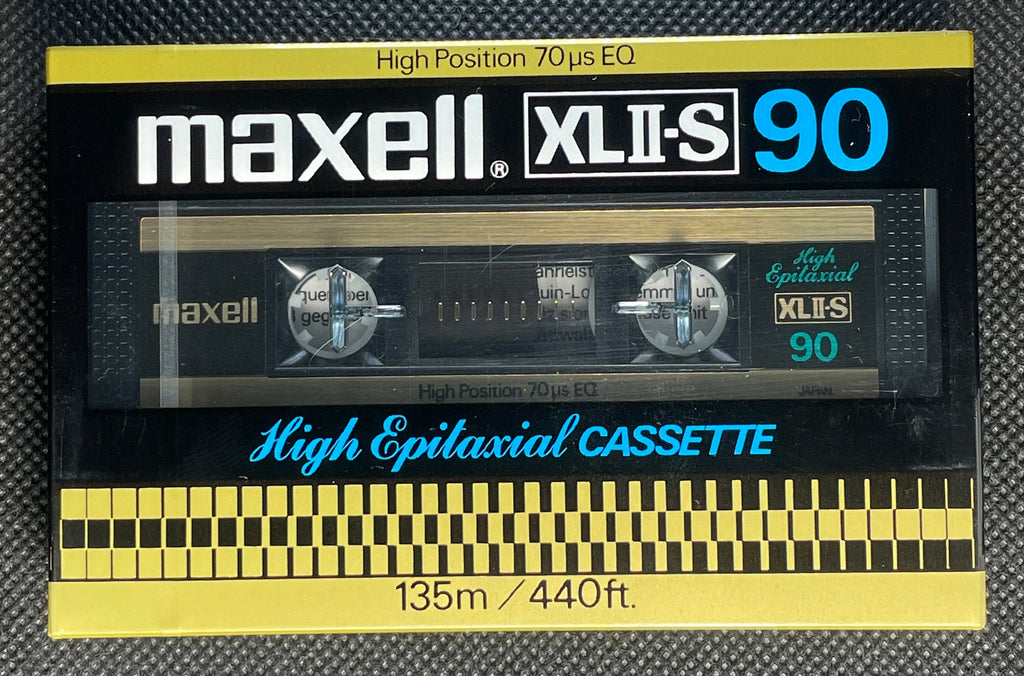 High Position 70 µs EQ
maxell® XLII-S 90
High
Epitaxial
maxell
XLII-S
90
High Position 70 µs EQ
JAPAN
High Epitaxial CASSETTE
135m / 440ft.